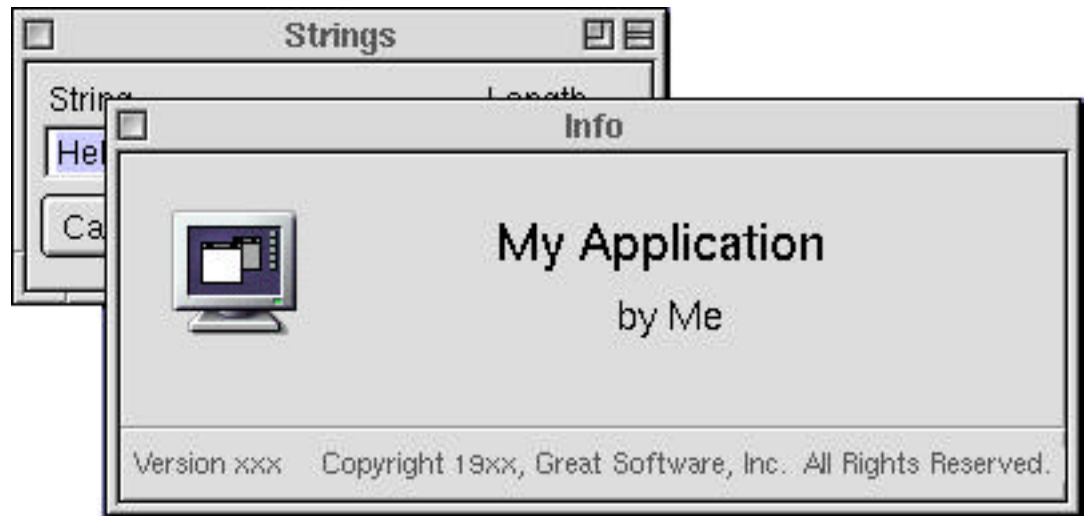 Strings
Info
My Application
by Me
Version xxx Copyright 19xx, Great Software, Inc. All Rights Reserved.